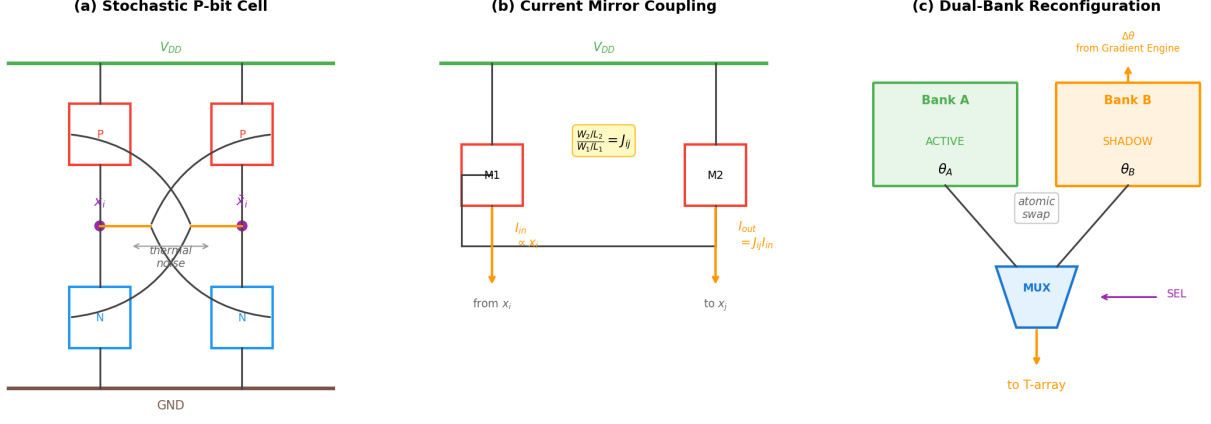 (a) Stochastic P-bit Cell
V_DD
P
P
x_i
x̄_i
thermal
noise
N
N
GND
(b) Current Mirror Coupling
V_DD
W_2/L_2 / W_1/L_1 = J_ij
M1
M2
I_in
∝ x_i
I_out
= J_ij I_in
from x_i
to x_j
(c) Dual-Bank Reconfiguration
Δθ
from Gradient Engine
Bank A
ACTIVE
θ_A
Bank B
SHADOW
θ_B
atomic
swap
MUX
SEL
to T-array